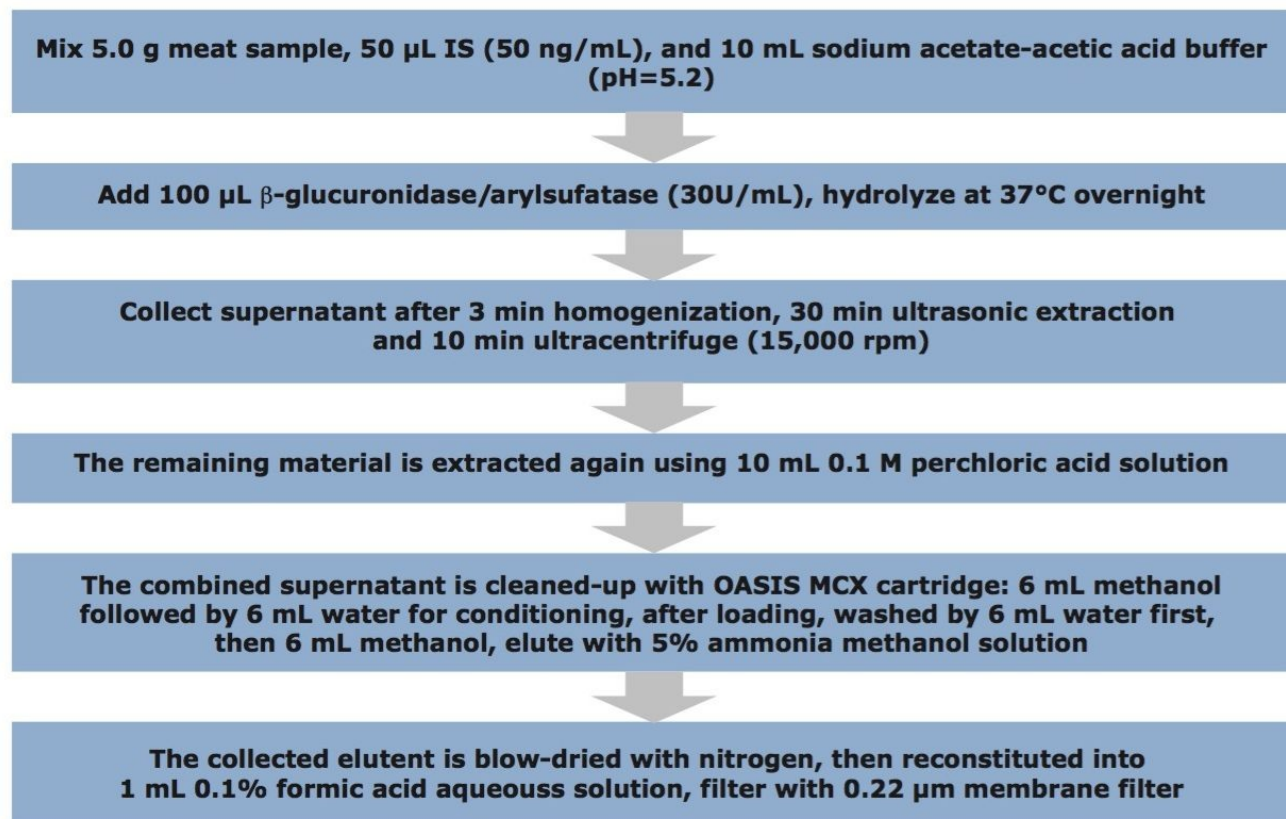 Mix 5.0 g meat sample, 50 µL IS (50 ng/mL), and 10 mL sodium acetate-acetic acid buffer
(pH=5.2)
Add 100 µL β-glucuronidase/arylsufatase (30U/mL), hydrolyze at 37°C overnight
Collect supernatant after 3 min homogenization, 30 min ultrasonic extraction
and 10 min ultracentrifuge (15,000 rpm)
The remaining material is extracted again using 10 mL 0.1 M perchloric acid solution
The combined supernatant is cleaned-up with OASIS MCX cartridge: 6 mL methanol
followed by 6 mL water for conditioning, after loading, washed by 6 mL water first,
then 6 mL methanol, elute with 5% ammonia methanol solution
The collected elutent is blow-dried with nitrogen, then reconstituted into
1 mL 0.1% formic acid aqueouss solution, filter with 0.22 µm membrane filter